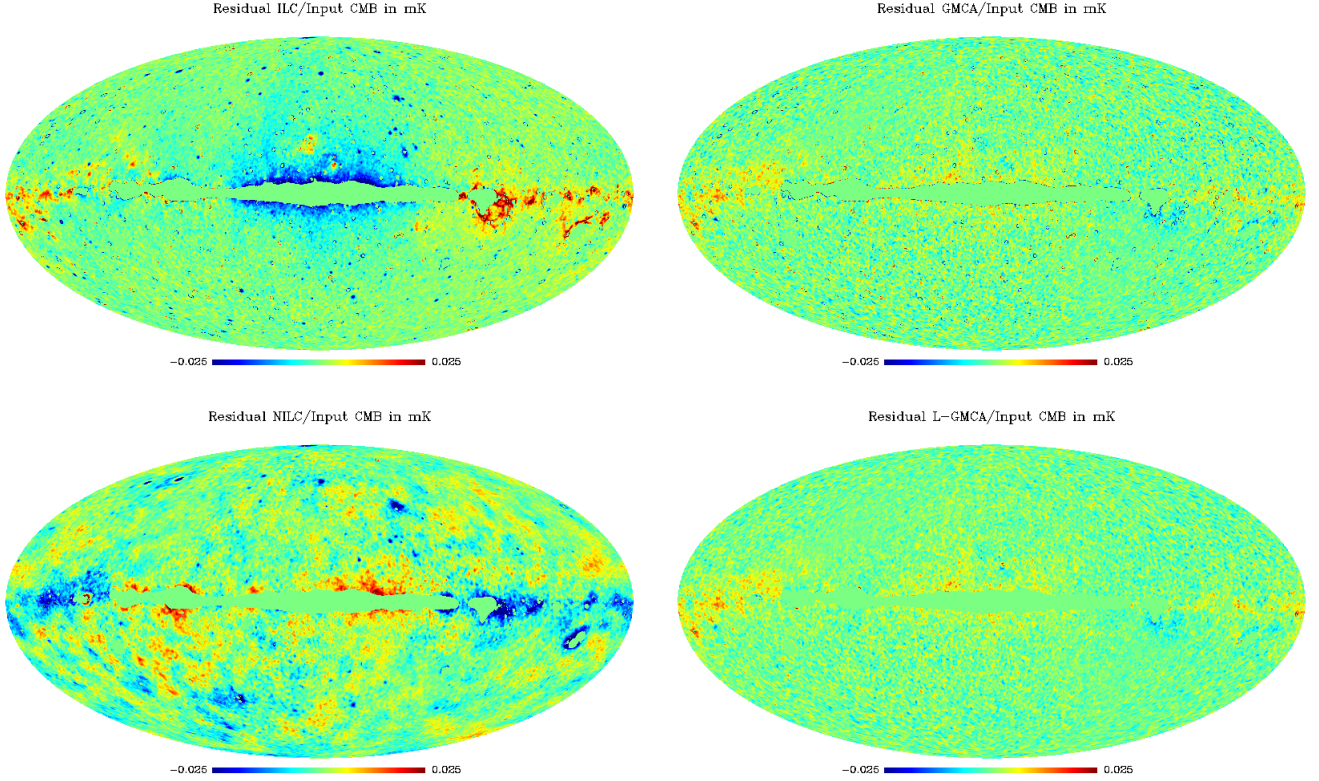 Residual ILC/Input CMB in mK
Residual GMCA/Input CMB in mK
-0.025 0.025
-0.025 0.025
Residual NILC/Input CMB in mK
Residual L-GMCA/Input CMB in mK
-0.025 0.025
-0.025 0.025